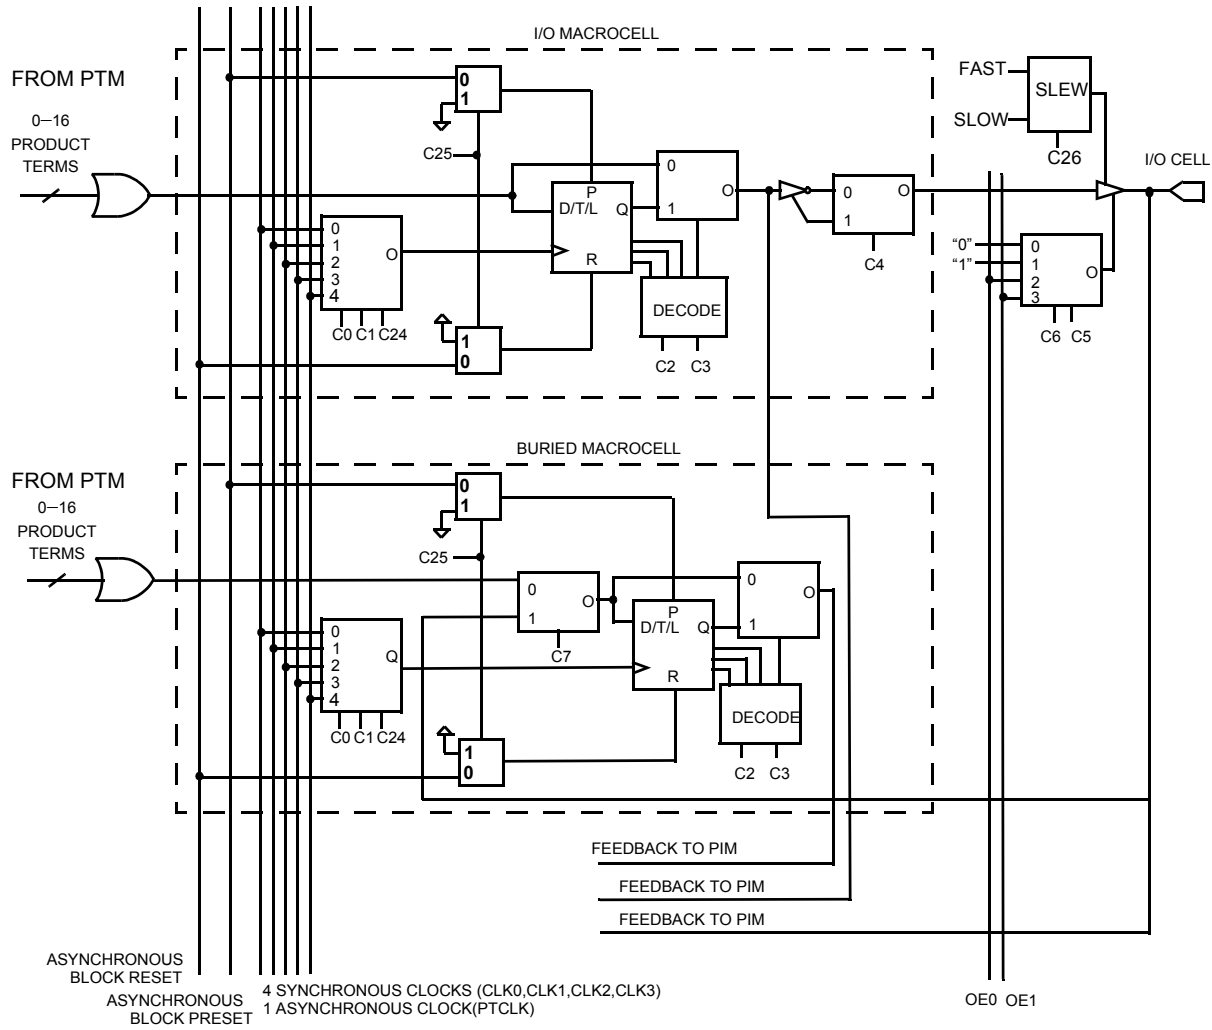 I/O MACROCELL
FROM PTM
0−16
PRODUCT
TERMS
0
1
C25
0
1
2
3
4
O
C0 C1 C24
P
D/T/L
Q
R
1
0
0
1
O
DECODE
C2 C3
0
1
O
C4
FAST
SLOW
SLEW
C26
I/O CELL
“0”
“1”
0
1
2
3
O
C6 C5
BURIED MACROCELL
FROM PTM
0−16
PRODUCT
TERMS
0
1
C25
0
1
O
C7
0
1
2
3
4
Q
C0 C1 C24
P
D/T/L
Q
R
1
0
0
1
O
DECODE
C2 C3
FEEDBACK TO PIM
FEEDBACK TO PIM
FEEDBACK TO PIM
ASYNCHRONOUS
BLOCK RESET
ASYNCHRONOUS
BLOCK PRESET
4 SYNCHRONOUS CLOCKS (CLK0,CLK1,CLK2,CLK3)
1 ASYNCHRONOUS CLOCK(PTCLK)
OE0 OE1